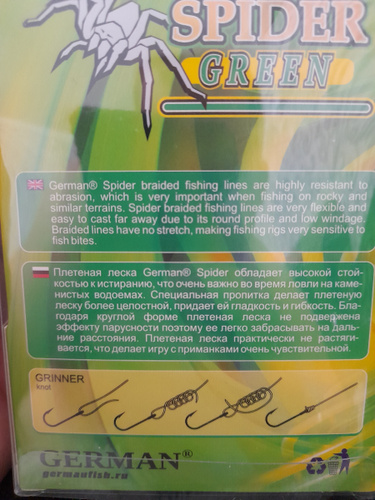 SPIDER
GREEN
German® Spider braided fishing lines are highly resistant to
abrasion, which is very important when fishing on rocky and
similar terrains. Spider braided fishing lines are very flexible and
easy to cast far away due to its round profile and low windage.
Braided lines have no stretch, making fishing rigs very sensitive to
fish bites.
Плетеная леска German® Spider обладает высокой стой-
костью к истиранию, что очень важно во время ловли на каме-
нистых водоемах. Специальная пропитка делает плетеную
леску более целостной, придает ей гладкость и гибкость. Бла-
годаря круглой форме плетеная леска не подвержена
эффекту парусности поэтому ее легко забрасывать на даль-
ние расстояния. Плетеная леска практически не растяги-
вается, что делает игру с приманками очень чувствительной.
GRINNER
knot
GERMAN®
germanfish.ru